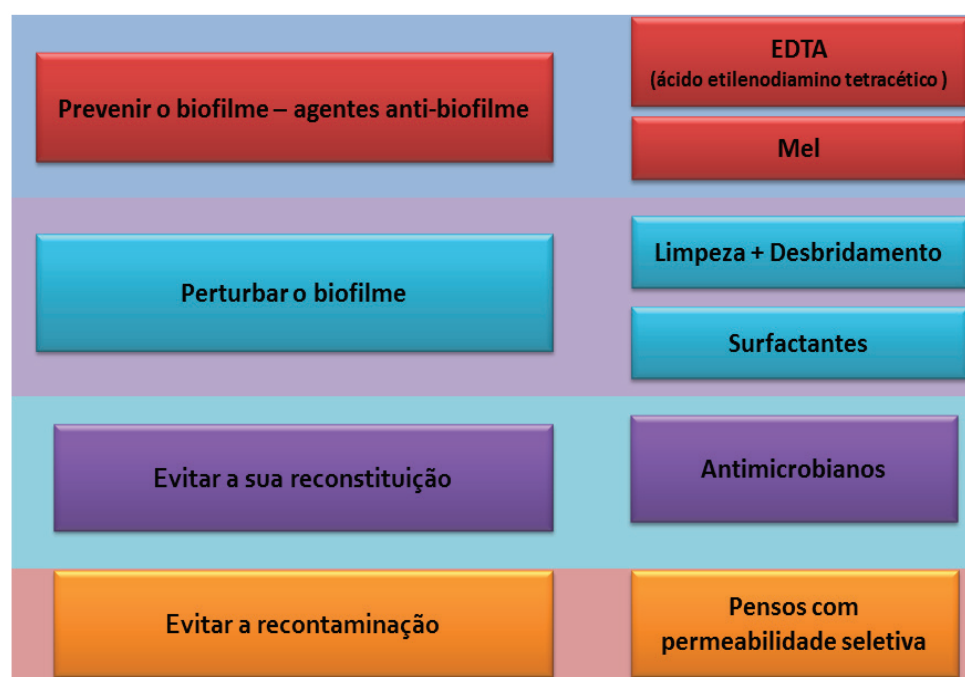 Prevenir o biofilme – agentes anti-biofilme
EDTA
(ácido etilenodiamino tetracético )
Mel
Perturbar o biofilme
Limpeza + Desbridamento
Surfactantes
Evitar a sua reconstituição
Antimicrobianos
Evitar a recontaminação
Pensos com
permeabilidade seletiva